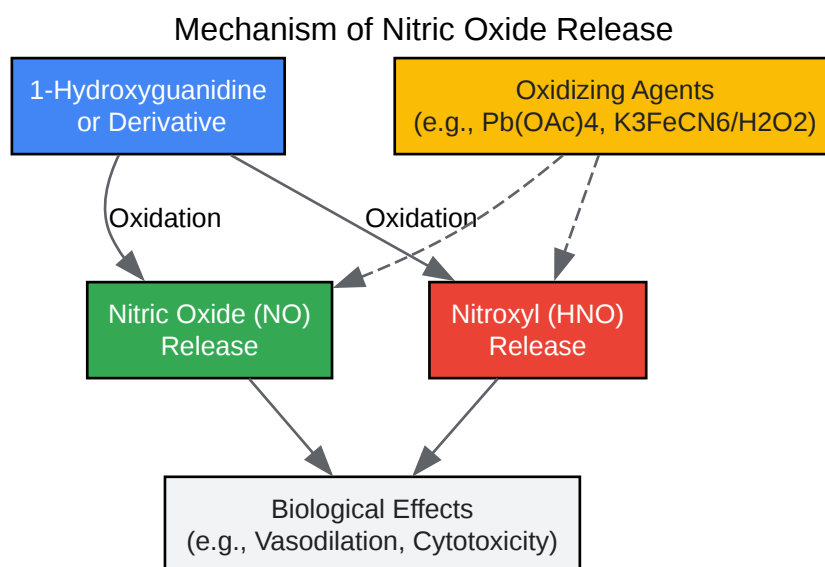 Mechanism of Nitric Oxide Release
1-Hydroxyguanidine
or Derivative
Oxidizing Agents
(e.g., Pb(OAc)4, K3FeCN6/H2O2)
Oxidation
Oxidation
Nitric Oxide (NO)
Release
Nitroxyl (HNO)
Release
Biological Effects
(e.g., Vasodilation, Cytotoxicity)